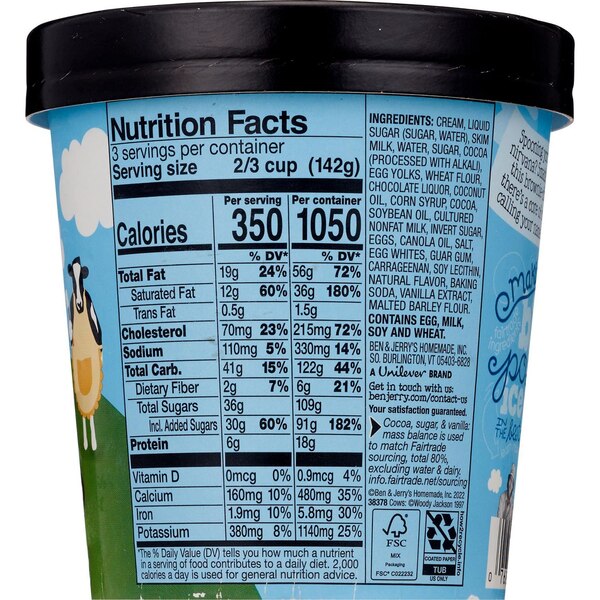 Nutrition Facts
3 servings per container
Serving size 2/3 cup (142g)
Per serving Per container
Calories 350 1050
% DV* % DV*
Total Fat 19g 24% 56g 72%
Saturated Fat 12g 60% 36g 180%
Trans Fat 0.5g 1.5g
Cholesterol 70mg 23% 215mg 72%
Sodium 110mg 5% 330mg 14%
Total Carb. 41g 15% 122g 44%
Dietary Fiber 2g 7% 6g 21%
Total Sugars 36g 109g
Incl. Added Sugars 30g 60% 91g 182%
Protein 6g 18g
Vitamin D 0mcg 0% 0.9mcg 4%
Calcium 160mg 10% 480mg 35%
Iron 1.9mg 10% 5.8mg 30%
Potassium 380mg 8% 1140mg 25%
*The % Daily Value (DV) tells you how much a nutrient
in a serving of food contributes to a daily diet. 2,000
calories a day is used for general nutrition advice.
INGREDIENTS: CREAM, LIQUID
SUGAR (SUGAR, WATER), SKIM
MILK, WATER, SUGAR, COCOA
(PROCESSED WITH ALKALI),
EGG YOLKS, WHEAT FLOUR,
CHOCOLATE LIQUOR, COCONUT
OIL, CORN SYRUP, COCOA,
SOYBEAN OIL, CULTURED
NONFAT MILK, INVERT SUGAR,
EGGS, CANOLA OIL, SALT,
EGG WHITES, GUAR GUM,
CARRAGEENAN, SOY LECITHIN,
NATURAL FLAVOR, BAKING
SODA, VANILLA EXTRACT,
MALTED BARLEY FLOUR.
CONTAINS EGG, MILK,
SOY AND WHEAT.
BEN & JERRY'S HOMEMADE, INC.
SO. BURLINGTON, VT 05403-6828
A Unilever BRAND
Get in touch with us:
benjerry.com/contact-us
Your satisfaction guaranteed.
Cocoa, sugar, & vanilla:
mass balance is used
to match Fairtrade
sourcing, total 80%,
excluding water & dairy.
info.fairtrade.net/sourcing
©Ben & Jerry's Homemade, Inc. 2022
38378 Cows: ©Woody Jackson 1997
FSC
MIX
Packaging
FSC® C022232
COATED PAPER
TUB
US ONLY
how2recycle.info
Spooning
nirvana!
this brownie
there's a
calling your
IN THE